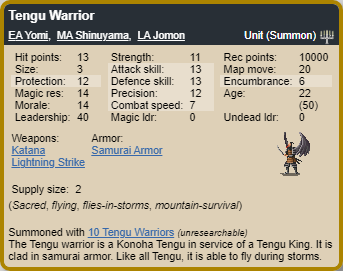 Tengu Warrior
EA Yomi, MA Shinuyama, LA Jomon Unit (Summon)
Hit points: 13 Strength: 11 Rec points: 10000
Size: 3 Attack skill: 13 Map move: 20
Protection: 12 Defence skill: 13 Encumbrance: 6
Magic res: 14 Precision: 12 Age: 22
Morale: 14 Combat speed: 7 (50)
Leadership: 40 Magic ldr: 0 Undead ldr: 0
Weapons: Armor:
Katana Samurai Armor
Lightning Strike
Supply size: 2
(Sacred, flying, flies-in-storms, mountain-survival)
Summoned with 10 Tengu Warriors (unresearchable)
The Tengu warrior is a Konoha Tengu in service of a Tengu King. It is
clad in samurai armor. Like all Tengu, it is able to fly during storms.